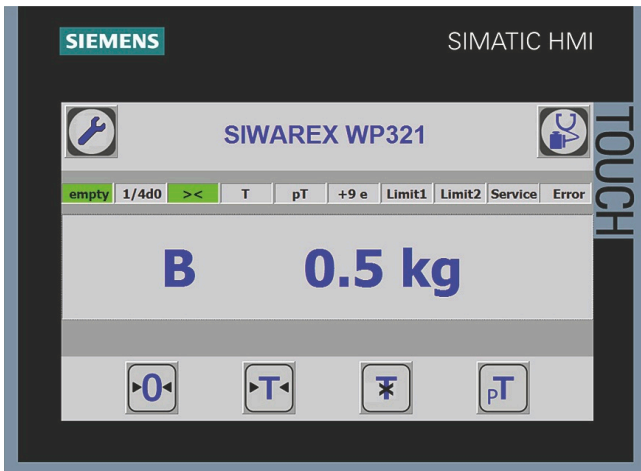 SIEMENS
SIMATIC HMI
TOUCH
SIWAREX WP321
empty 1/4d0 >< T pT +9 e Limit1 Limit2 Service Error
B 0.5 kg
>0< >T< T pT